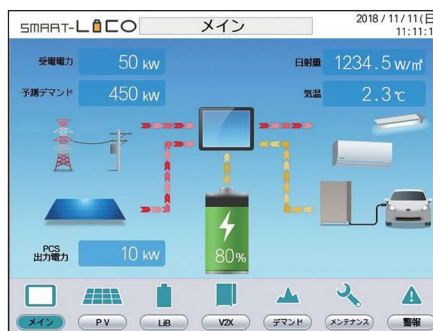 SMART-LiCO
メイン
2018 / 11 / 11 (日
11:11:1
受電電力 50 kW
日射量 1234.5 W/㎡
予測デマンド 450 kW
気温 2.3 ℃
PCS
出力電力 10 kW
80%
メイン PV LiB V2X デマンド メンテナンス 警報